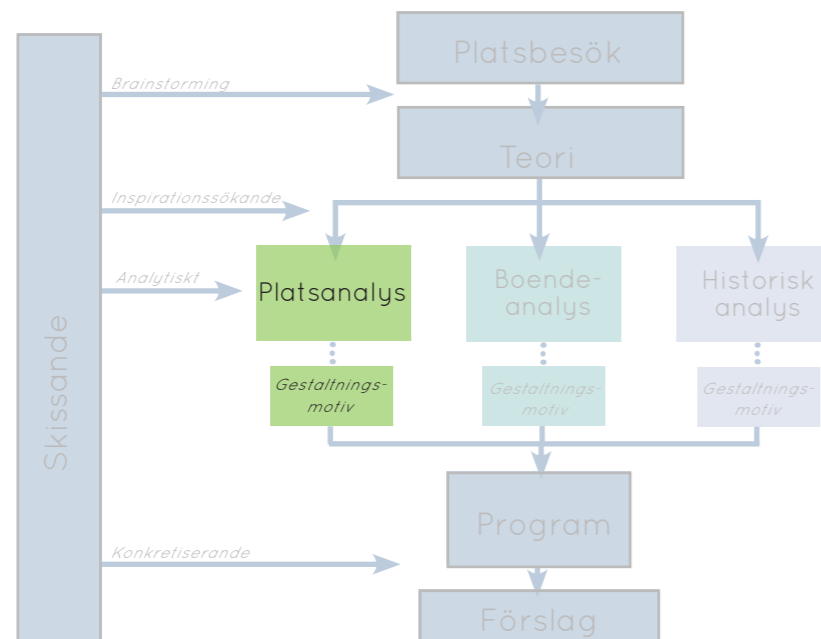 Platsbesök
Brainstorming
Teori
Inspirationssökande
Analytiskt
Platsanalys
Boende-
analys
Historisk
analys
Gestaltnings-
motiv
Gestaltnings-
motiv
Gestaltnings-
motiv
Skissande
Program
Konkretiserande
Förslag